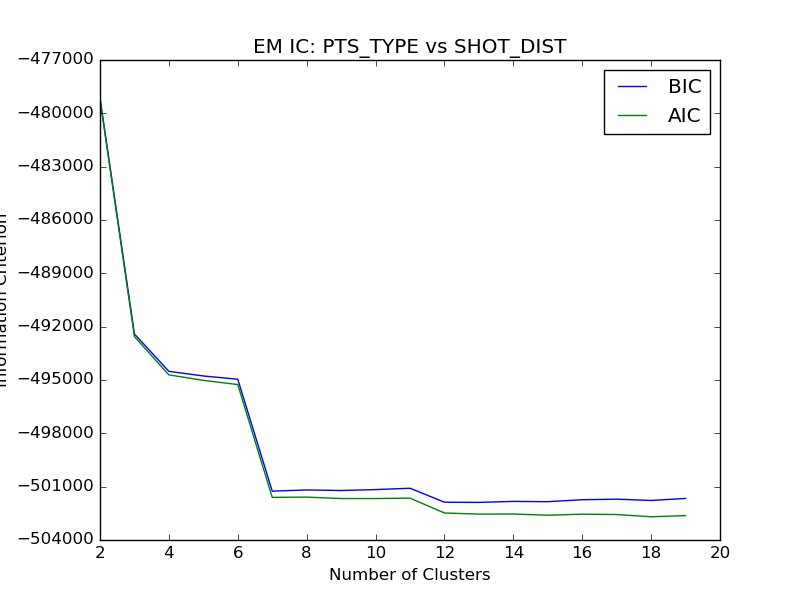 EM IC: PTS_TYPE vs SHOT_DIST
−477000
−480000
−483000
−486000
−489000
−492000
−495000
−498000
−501000
−504000
Information Criterion
BIC
AIC
2 4 6 8 10 12 14 16 18 20
Number of Clusters